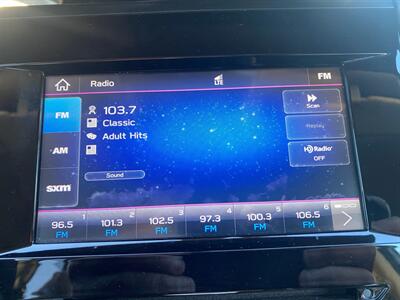 Radio
LTE
FM
FM
103.7
Classic
Adult Hits
Sound
AM
sxm
Scan
Replay
HD Radio®
OFF
1 2 3 4 5 6
96.5 101.3 102.5 97.3 100.3 106.5
FM FM FM FM FM FM